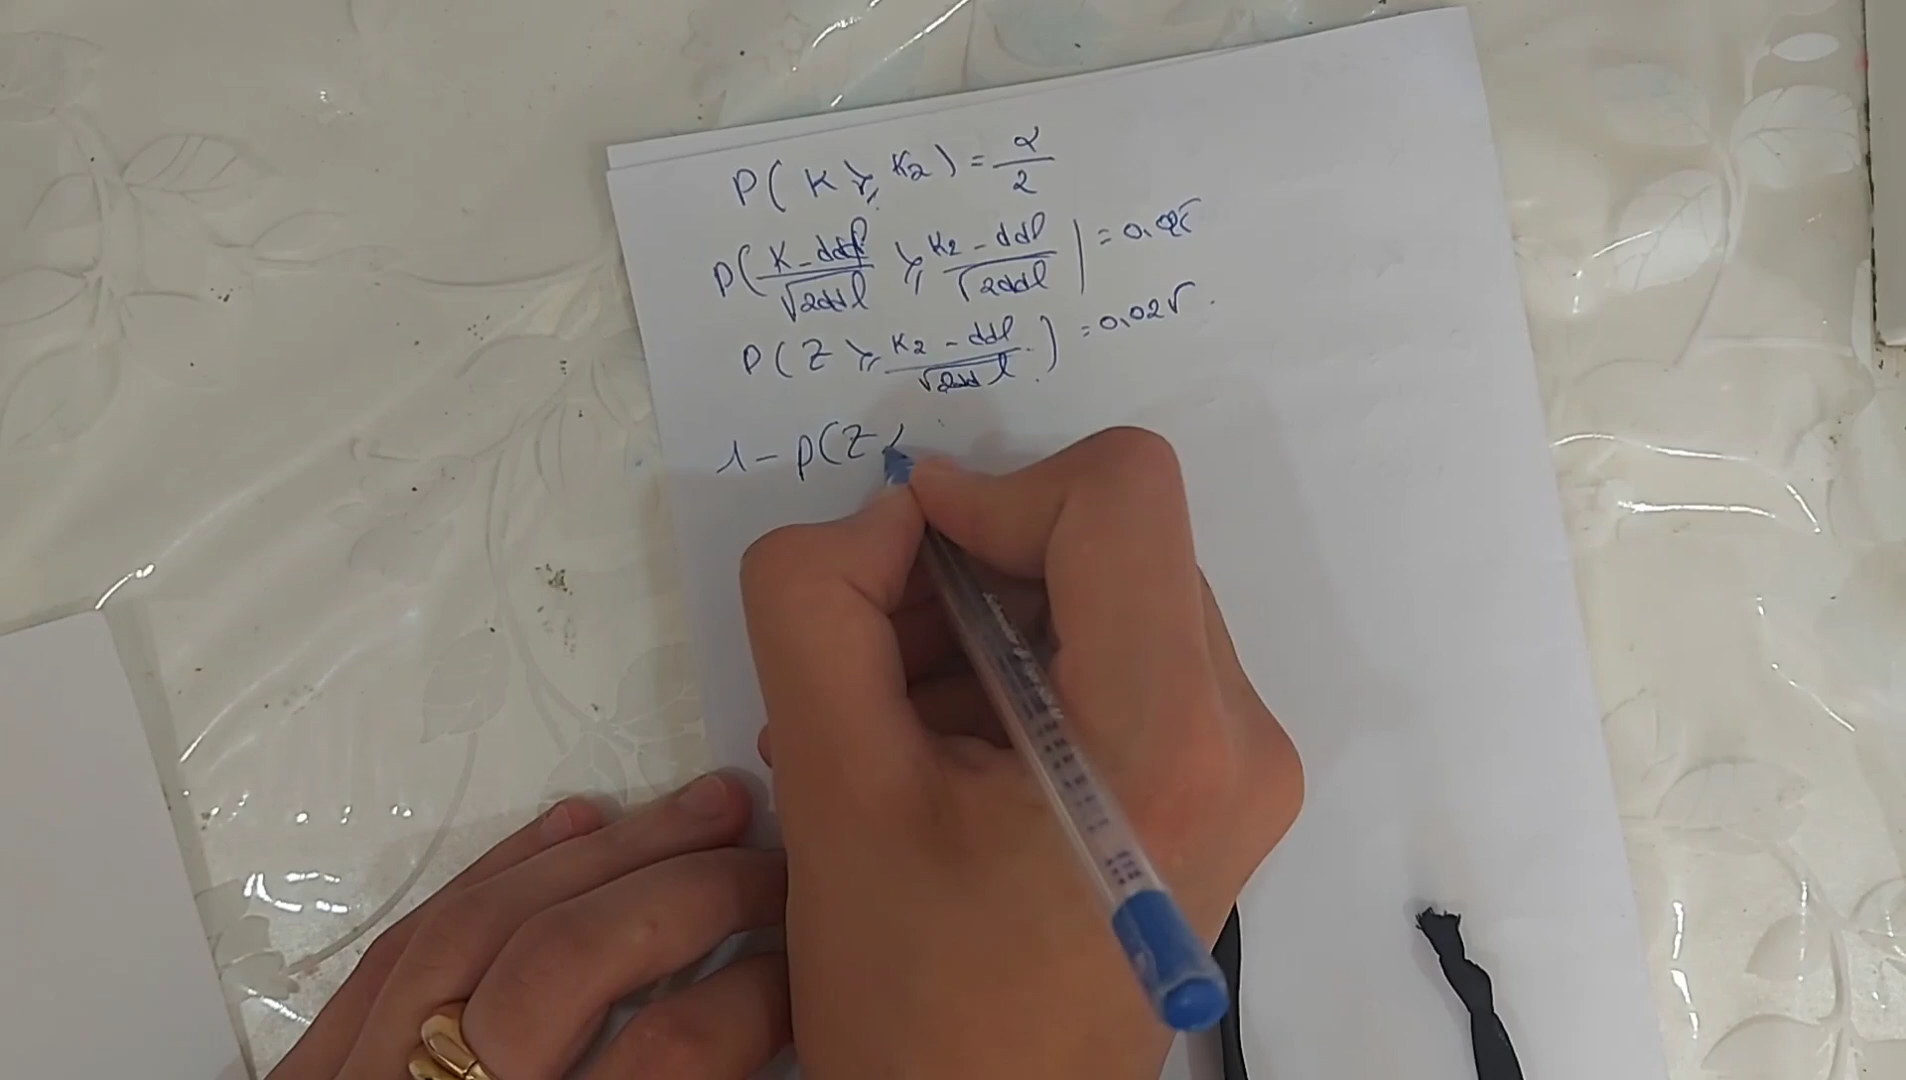 P( K ≥ K2 ) = α/2
P( (K - ddl)/√2ddl ≥ (K2 - ddl)/√2ddl ) = 0,025
P( Z ≥ (K2 - ddl)/√2ddl ) = 0,025
1 - P(Z <